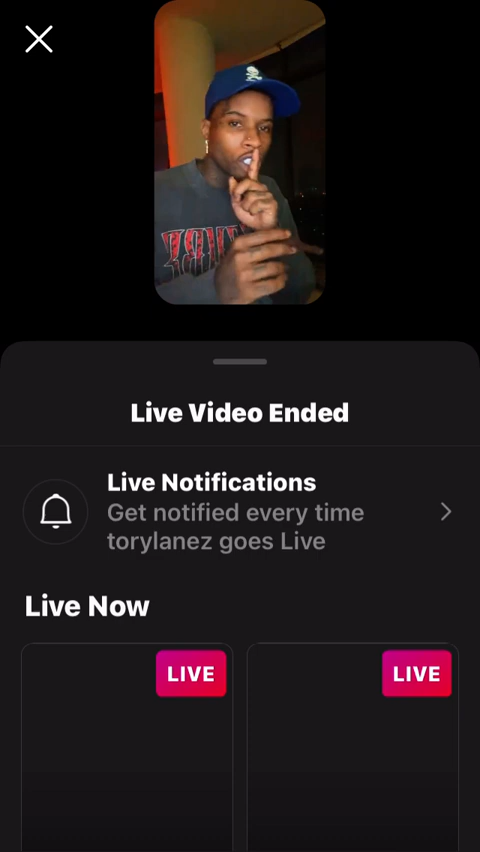 Live Video Ended
Live Notifications
Get notified every time
torylanez goes Live
Live Now
LIVE
LIVE